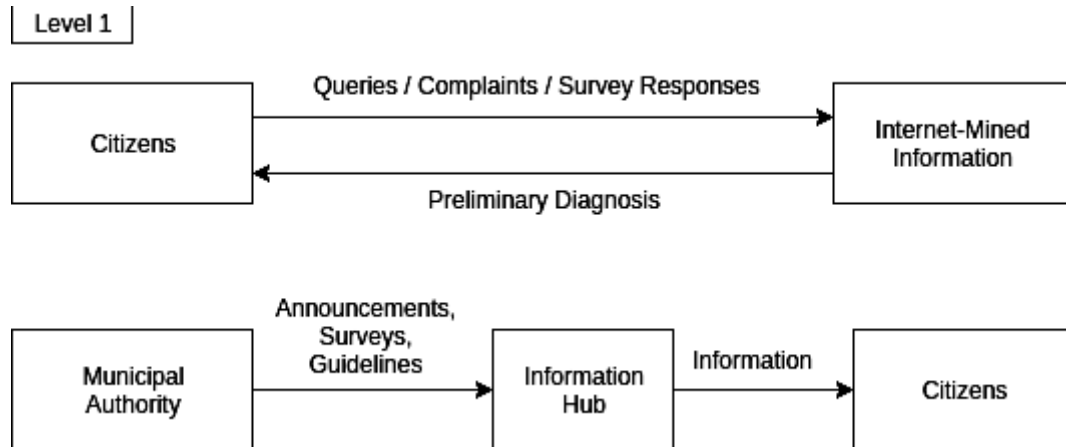 Level 1
Queries / Complaints / Survey Responses
Citizens
Internet-Mined
Information
Preliminary Diagnosis
Announcements,
Surveys,
Guidelines
Municipal
Authority
Information
Hub
Information
Citizens